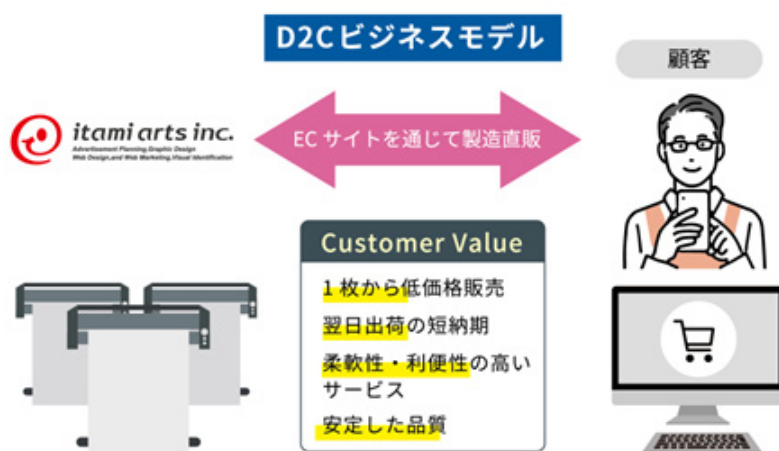 D2Cビジネスモデル
顧客
itami arts inc.
Advertisement Planning,Graphic Design
Web Design,and Web Marketing,Visual Identification
ECサイトを通じて製造直販
Customer Value
1枚から低価格販売
翌日出荷の短納期
柔軟性・利便性の高い
サービス
安定した品質